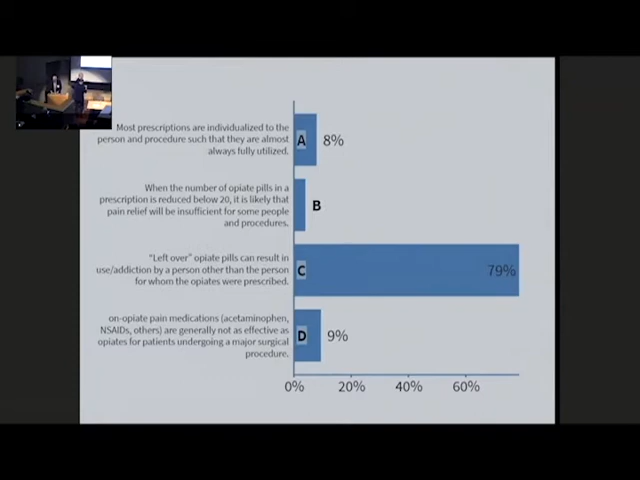 Most prescriptions are individualized to the
person and procedure such that they are almost
always fully utilized.
A
8%
When the number of opiate pills in a
prescription is reduced below 20, it is likely that
pain relief will be insufficient for some people
and procedures.
B
"Left over" opiate pills can result in
use/addiction by a person other than the person
for whom the opiates were prescribed.
C
79%
on-opiate pain medications (acetaminophen,
NSAIDs, others) are generally not as effective as
opiates for patients undergoing a major surgical
procedure.
D
9%
0% 20% 40% 60%